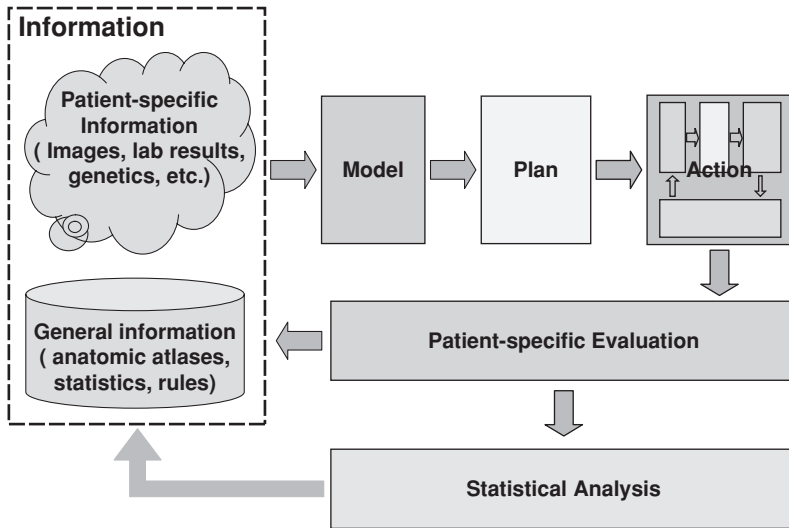 Information
Patient-specific
Information
( Images, lab results,
genetics, etc.)
Model
Plan
Action
General information
( anatomic atlases,
statistics, rules)
Patient-specific Evaluation
Statistical Analysis